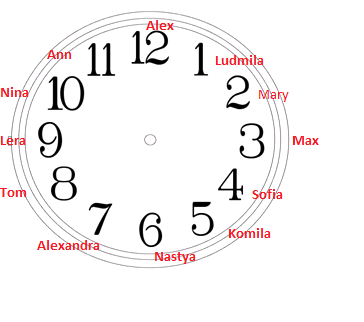 Alex
12
11
1
Ann
Ludmila
Nina
10
2
Mary
Lëra
9
3
Max
Tom
8
4
Sofia
7
5
Komila
Alexandra
6
Nastya